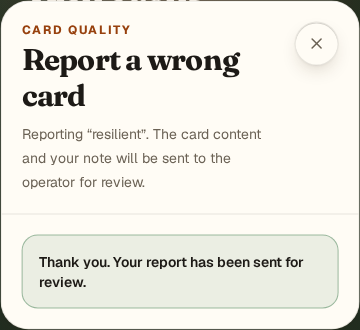 CARD QUALITY
Report a wrong
card
Reporting “resilient”. The card content
and your note will be sent to the
operator for review.
Thank you. Your report has been sent for
review.